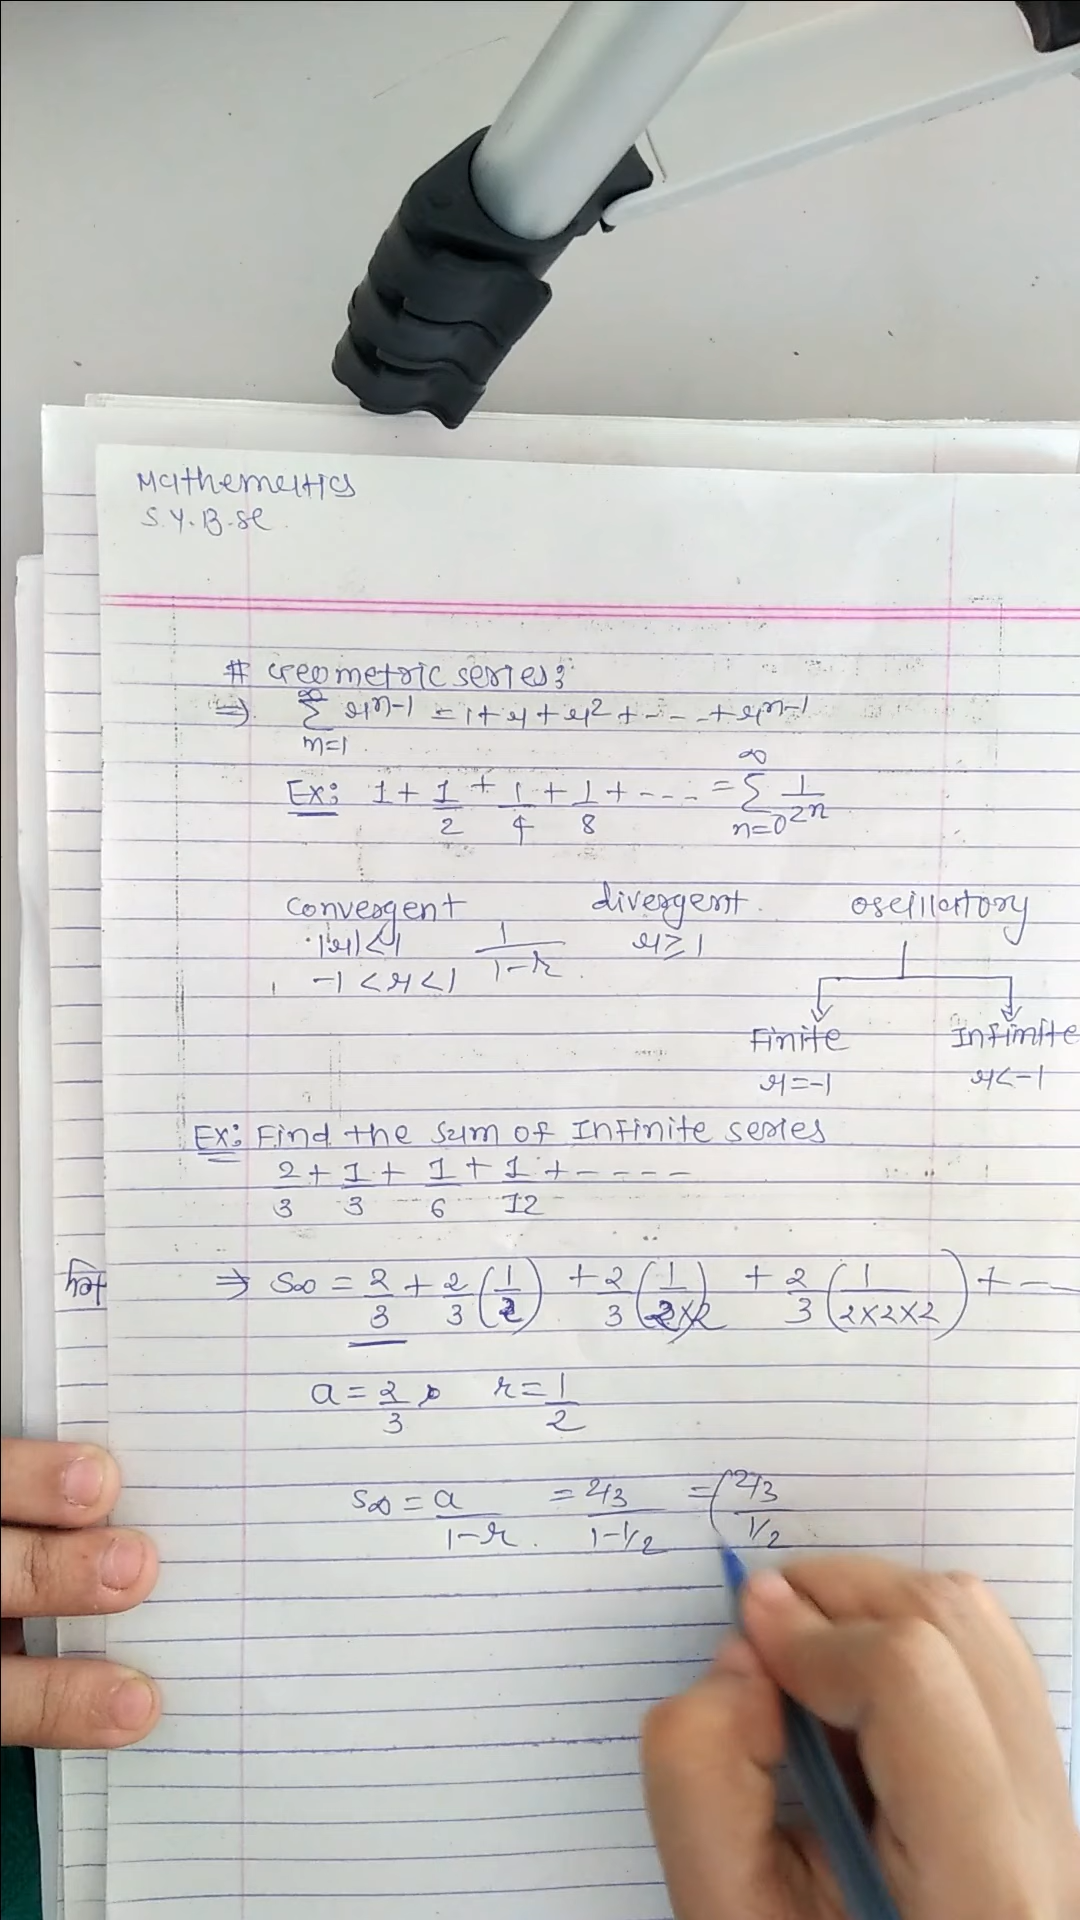 Mathematics
S.Y.B.sc
# Geometric series:
⇒ ∞ Σ n=1 r^n-1 = 1 + r + r² + --- + r^n-1
Ex: 1 + 1/2 + 1/4 + 1/8 + --- = ∞ Σ n=0 1/2^n
convergent divergent. oscillatory
|r|<1 1/1-r r≥1
-1<r<1
Finite Infinite
r=-1 r<-1
Ex: Find the sum of Infinite series
2/3 + 1/3 + 1/6 + 1/12 + ----
⇒ S∞ = 2/3 + 2/3 (1/2) + 2/3 (1/2×2) + 2/3 (1/2×2×2) + ---
a = 2/3, r = 1/2
S∞ = a/1-r. = 2/3/1-1/2 = (2/3/1/2